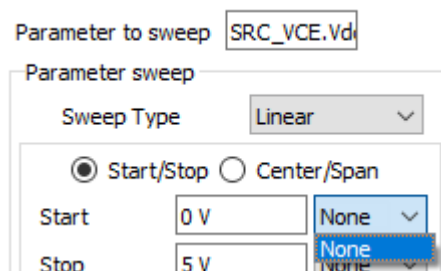 Parameter to sweep SRC_VCE.Vd
Parameter sweep
Sweep Type Linear
Start/Stop Center/Span
Start 0 V None
None
Stop 5 V None